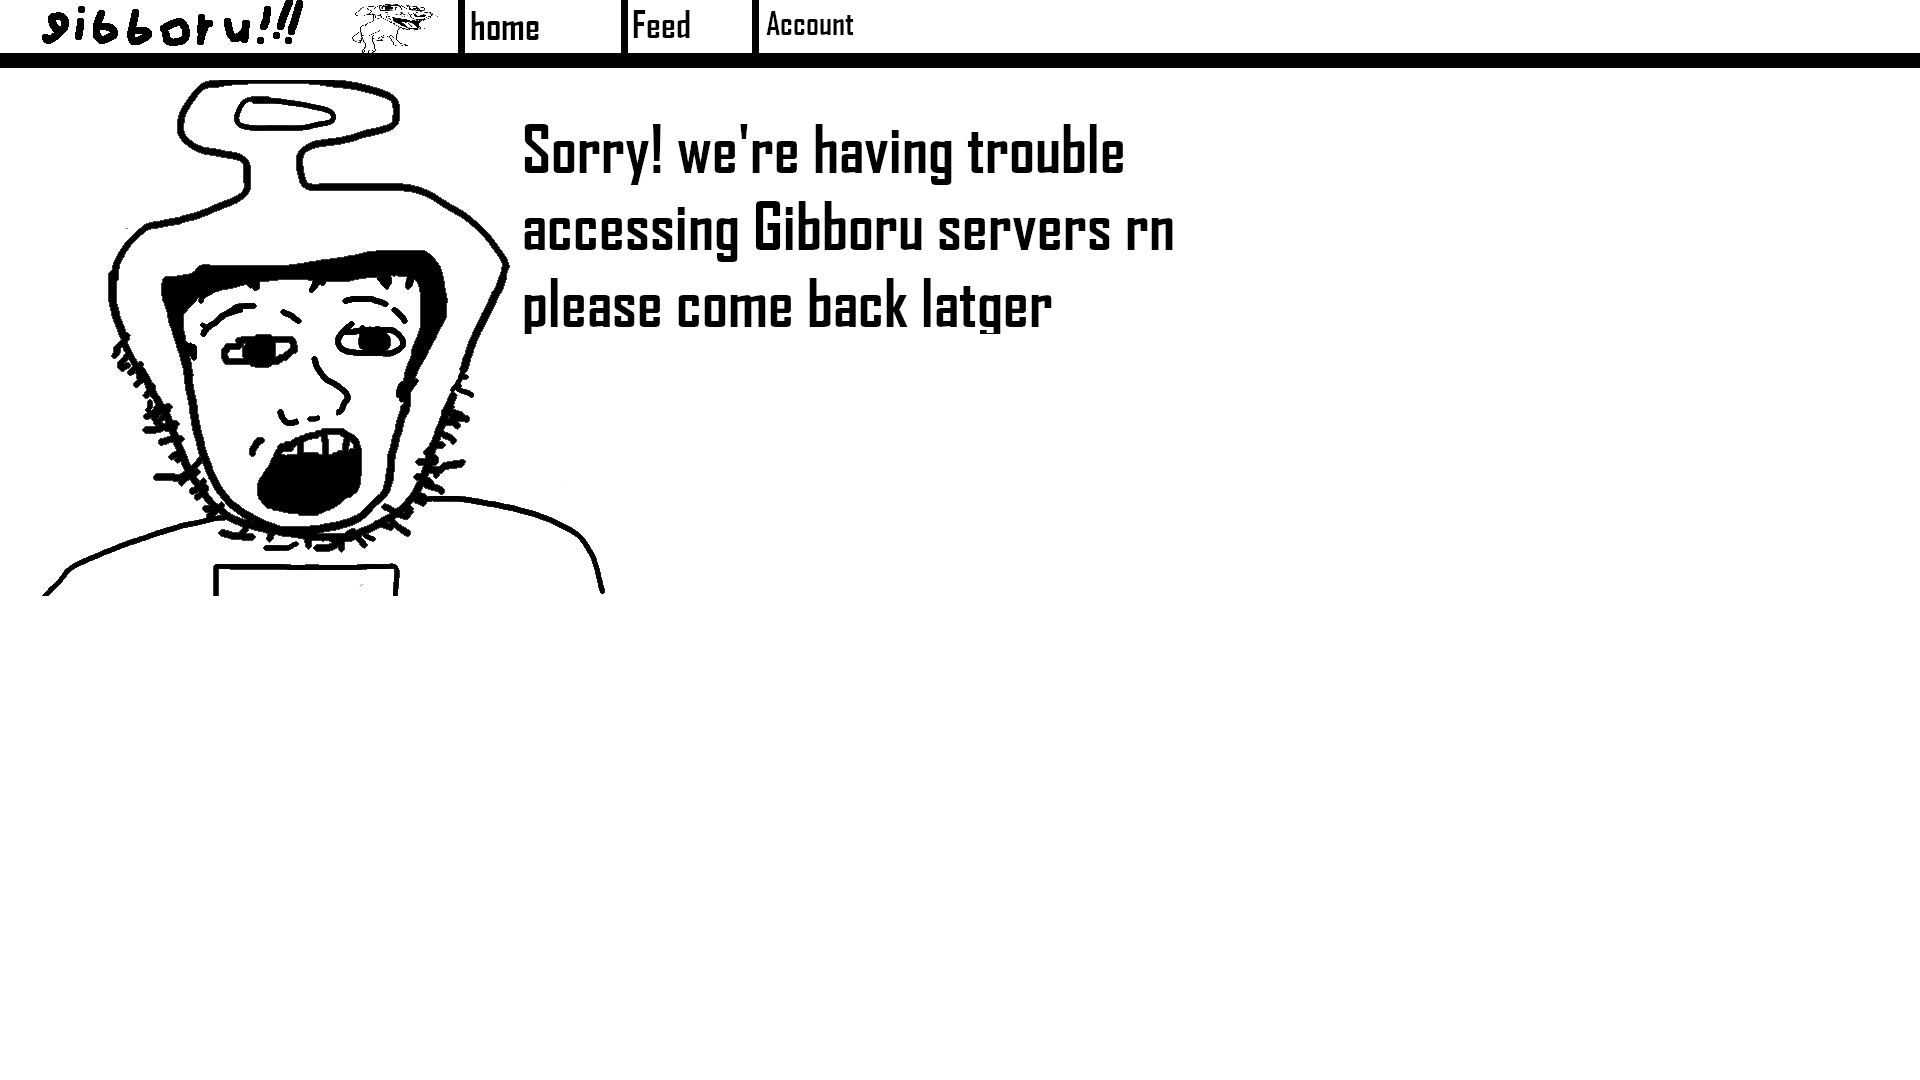 gibboru!!!
home
Feed
Account
Sorry! we're having trouble
accessing Gibboru servers rn
please come back latger